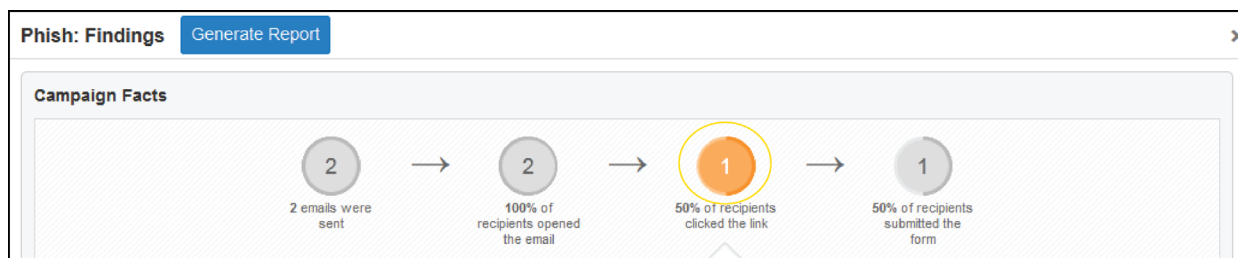 Phish: Findings Generate Report ×
Campaign Facts
2 → 2 → 1 → 1
2 emails were
sent
100% of
recipients opened
the email
50% of recipients
clicked the link
50% of recipients
submitted the
form